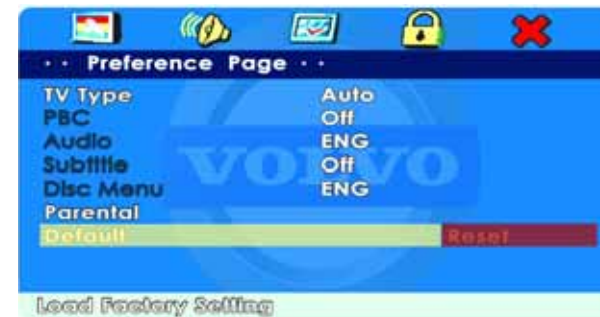 · · Preference Page · ·
TV Type Auto
PBC Off
Audio ENG
Subtitle Off
Disc Menu ENG
Parental
Default Reset
VOLVO
Load Factory Setting